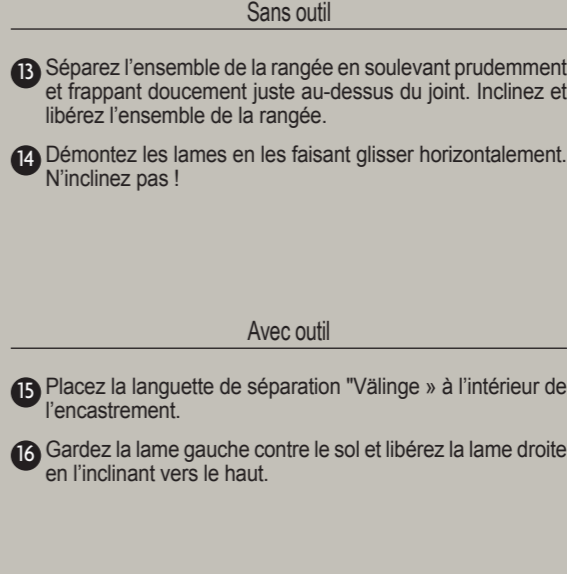 Sans outil
13 Séparez l'ensemble de la rangée en soulevant prudemment
et frappant doucement juste au-dessus du joint. Inclinez et
libérez l'ensemble de la rangée.
14 Démontez les lames en les faisant glisser horizontalement.
N'inclinez pas !
Avec outil
15 Placez la languette de séparation "Välinge » à l'intérieur de
l'encastrement.
16 Gardez la lame gauche contre le sol et libérez la lame droite
en l'inclinant vers le haut.